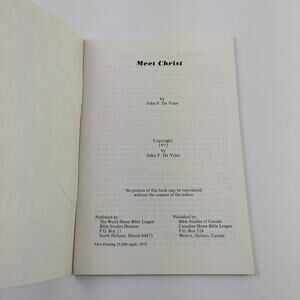 Meet Christ
by
John F. De Vries
Copyright
1972
by
John F. De Vries
No portion of this book may be reproduced
without the consent of the author.
Published by:
The World Home Bible League
Bible Studies Division
P.O. Box 11
South Holland, Illinois 60473
Published by:
Bible Studies of Canada
Canadian Home Bible League
P.O. Box 524
Weston, Ontario, Canada
First Printing 25,000 April, 1972